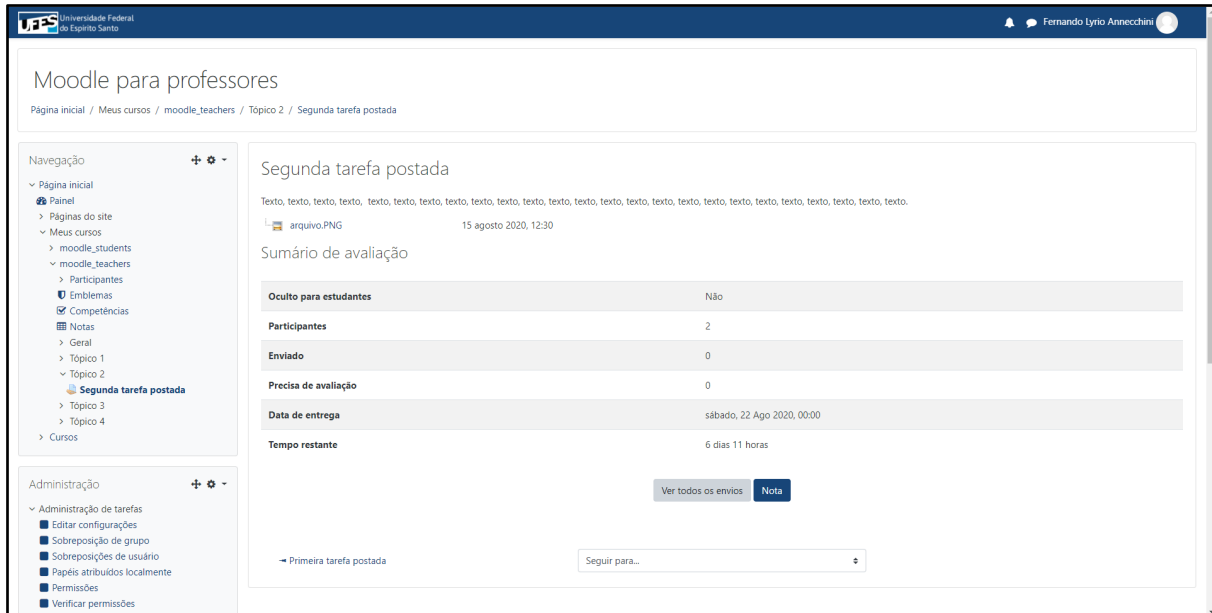 UFES
Universidade Federal
do Espírito Santo
Fernando Lyrio Annecchini
Moodle para professores
Página inicial / Meus cursos / moodle_teachers / Tópico 2 / Segunda tarefa postada
Navegação
Página inicial
Painel
Páginas do site
Meus cursos
moodle_students
moodle_teachers
Participantes
Emblemas
Competências
Notas
Geral
Tópico 1
Tópico 2
Segunda tarefa postada
Tópico 3
Tópico 4
Cursos
Administração
Administração de tarefas
Editar configurações
Sobreposição de grupo
Sobreposições de usuário
Papéis atribuídos localmente
Permissões
Verificar permissões
Segunda tarefa postada
Texto, texto, texto, texto, texto, texto, texto, texto, texto, texto, texto, texto, texto, texto, texto, texto, texto, texto, texto, texto, texto, texto, texto, texto, texto.
arquivo.PNG 15 agosto 2020, 12:30
Sumário de avaliação
Oculto para estudantes Não
Participantes 2
Enviado 0
Precisa de avaliação 0
Data de entrega sábado, 22 Ago 2020, 00:00
Tempo restante 6 dias 11 horas
Ver todos os envios Nota
◄ Primeira tarefa postada Seguir para...